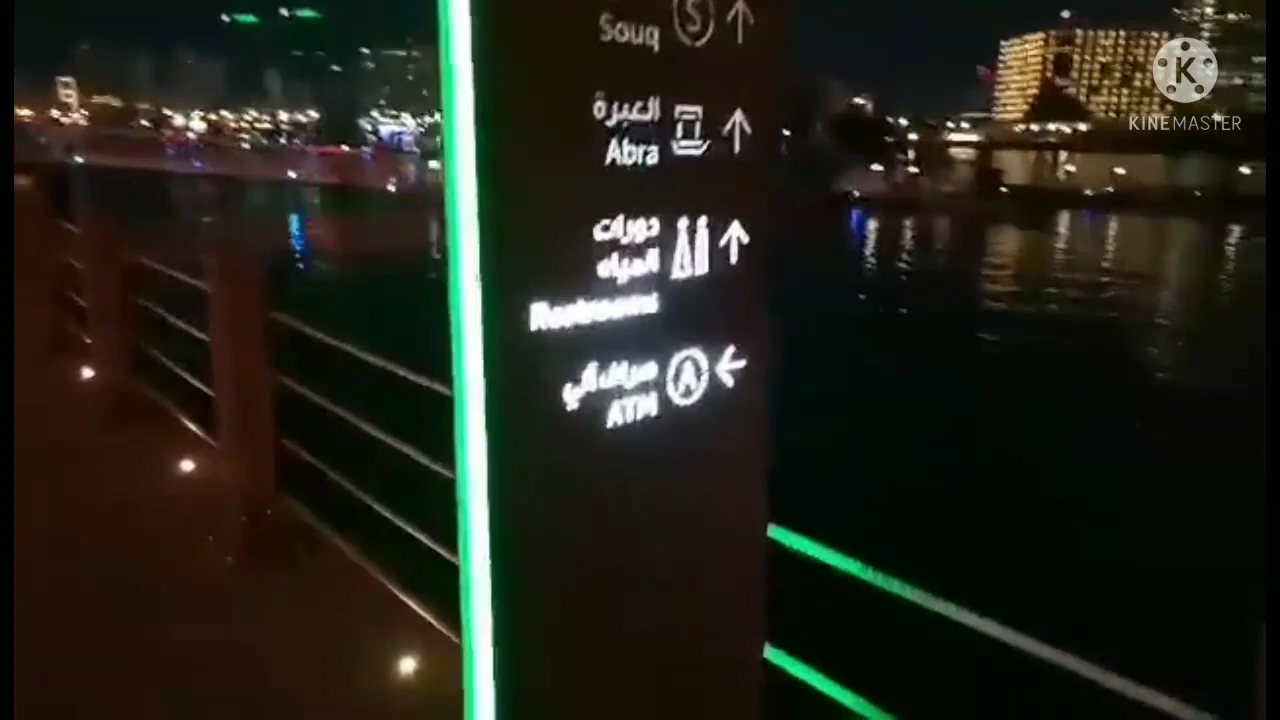 Souq
S
العبرة
Abra
دورات
المياه
Restrooms
صراف آلي
A
ATM
K
KINEMASTER